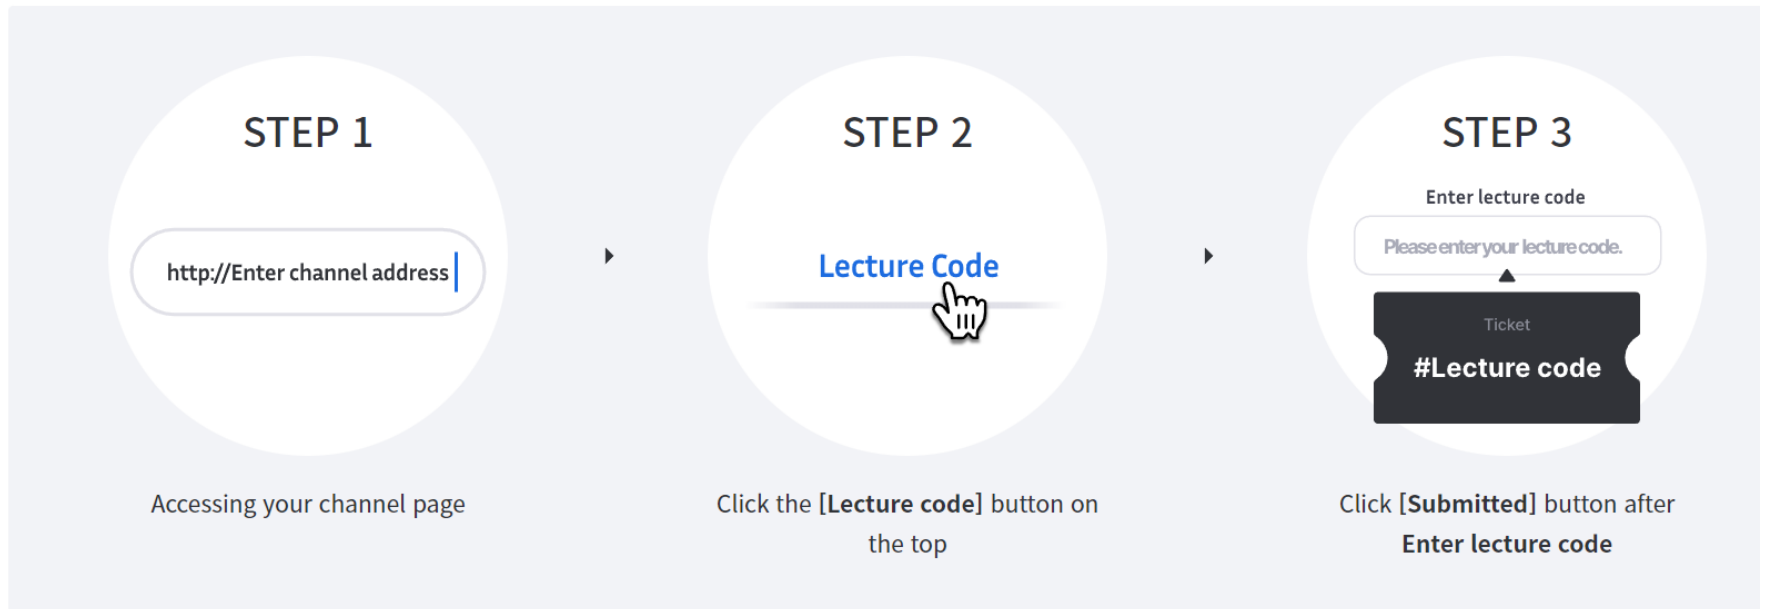 STEP 1
http://Enter channel address
Accessing your channel page
STEP 2
Lecture Code
Click the [Lecture code] button on
the top
STEP 3
Enter lecture code
Please enter your lecture code.
Ticket
#Lecture code
Click [Submitted] button after
Enter lecture code